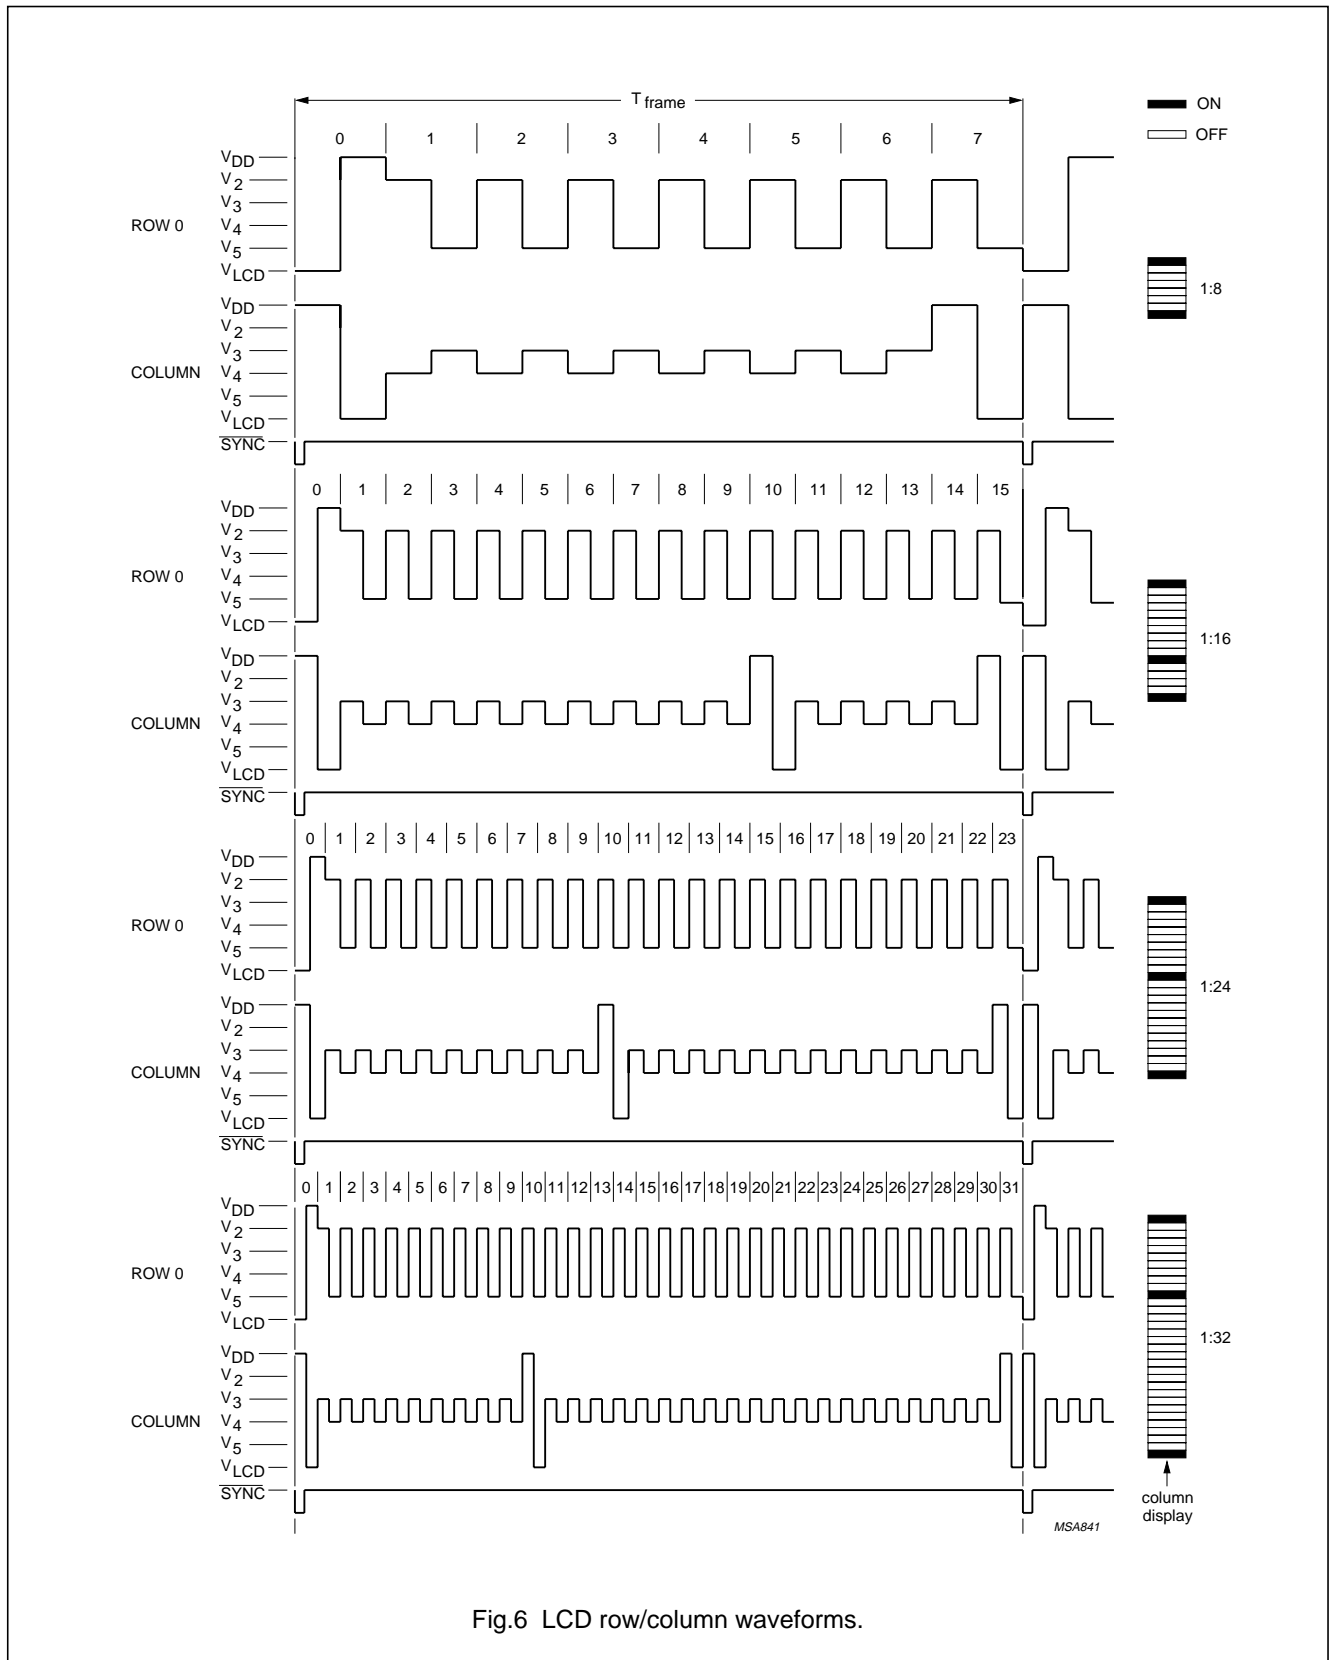 T frame
ON
OFF
0 1 2 3 4 5 6 7
VDD
V2
V3
ROW 0
V4
V5
VLCD
1:8
VDD
V2
V3
COLUMN
V4
V5
VLCD
SYNC
0 1 2 3 4 5 6 7 8 9 10 11 12 13 14 15
VDD
V2
V3
ROW 0
V4
V5
VLCD
1:16
VDD
V2
V3
COLUMN
V4
V5
VLCD
SYNC
0 1 2 3 4 5 6 7 8 9 10 11 12 13 14 15 16 17 18 19 20 21 22 23
VDD
V2
V3
ROW 0
V4
V5
VLCD
1:24
VDD
V2
V3
COLUMN
V4
V5
VLCD
SYNC
0 1 2 3 4 5 6 7 8 9 10 11 12 13 14 15 16 17 18 19 20 21 22 23 24 25 26 27 28 29 30 31
VDD
V2
V3
ROW 0
V4
V5
VLCD
1:32
VDD
V2
V3
COLUMN
V4
V5
VLCD
SYNC
column
display
MSA841
Fig.6 LCD row/column waveforms.